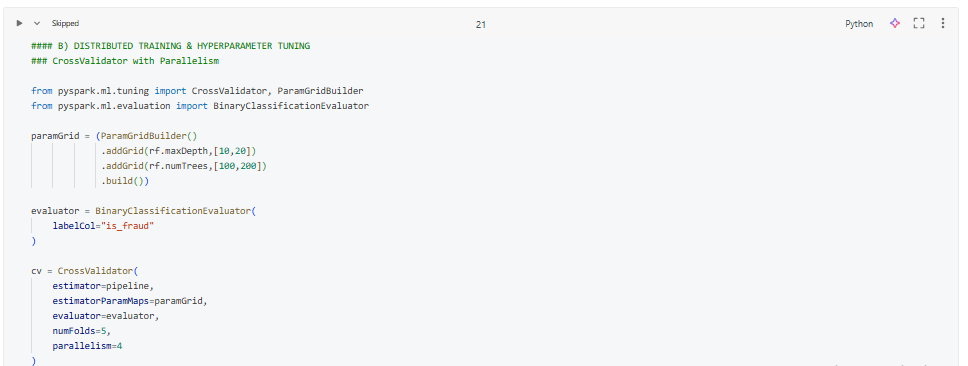 Skipped
21
Python
#### B) DISTRIBUTED TRAINING & HYPERPARAMETER TUNING
### CrossValidator with Parallelism
from pyspark.ml.tuning import CrossValidator, ParamGridBuilder
from pyspark.ml.evaluation import BinaryClassificationEvaluator
paramGrid = (ParamGridBuilder()
.addGrid(rf.maxDepth,[10,20])
.addGrid(rf.numTrees,[100,200])
.build())
evaluator = BinaryClassificationEvaluator(
labelCol="is_fraud"
)
cv = CrossValidator(
estimator=pipeline,
estimatorParamMaps=paramGrid,
evaluator=evaluator,
numFolds=5,
parallelism=4
)